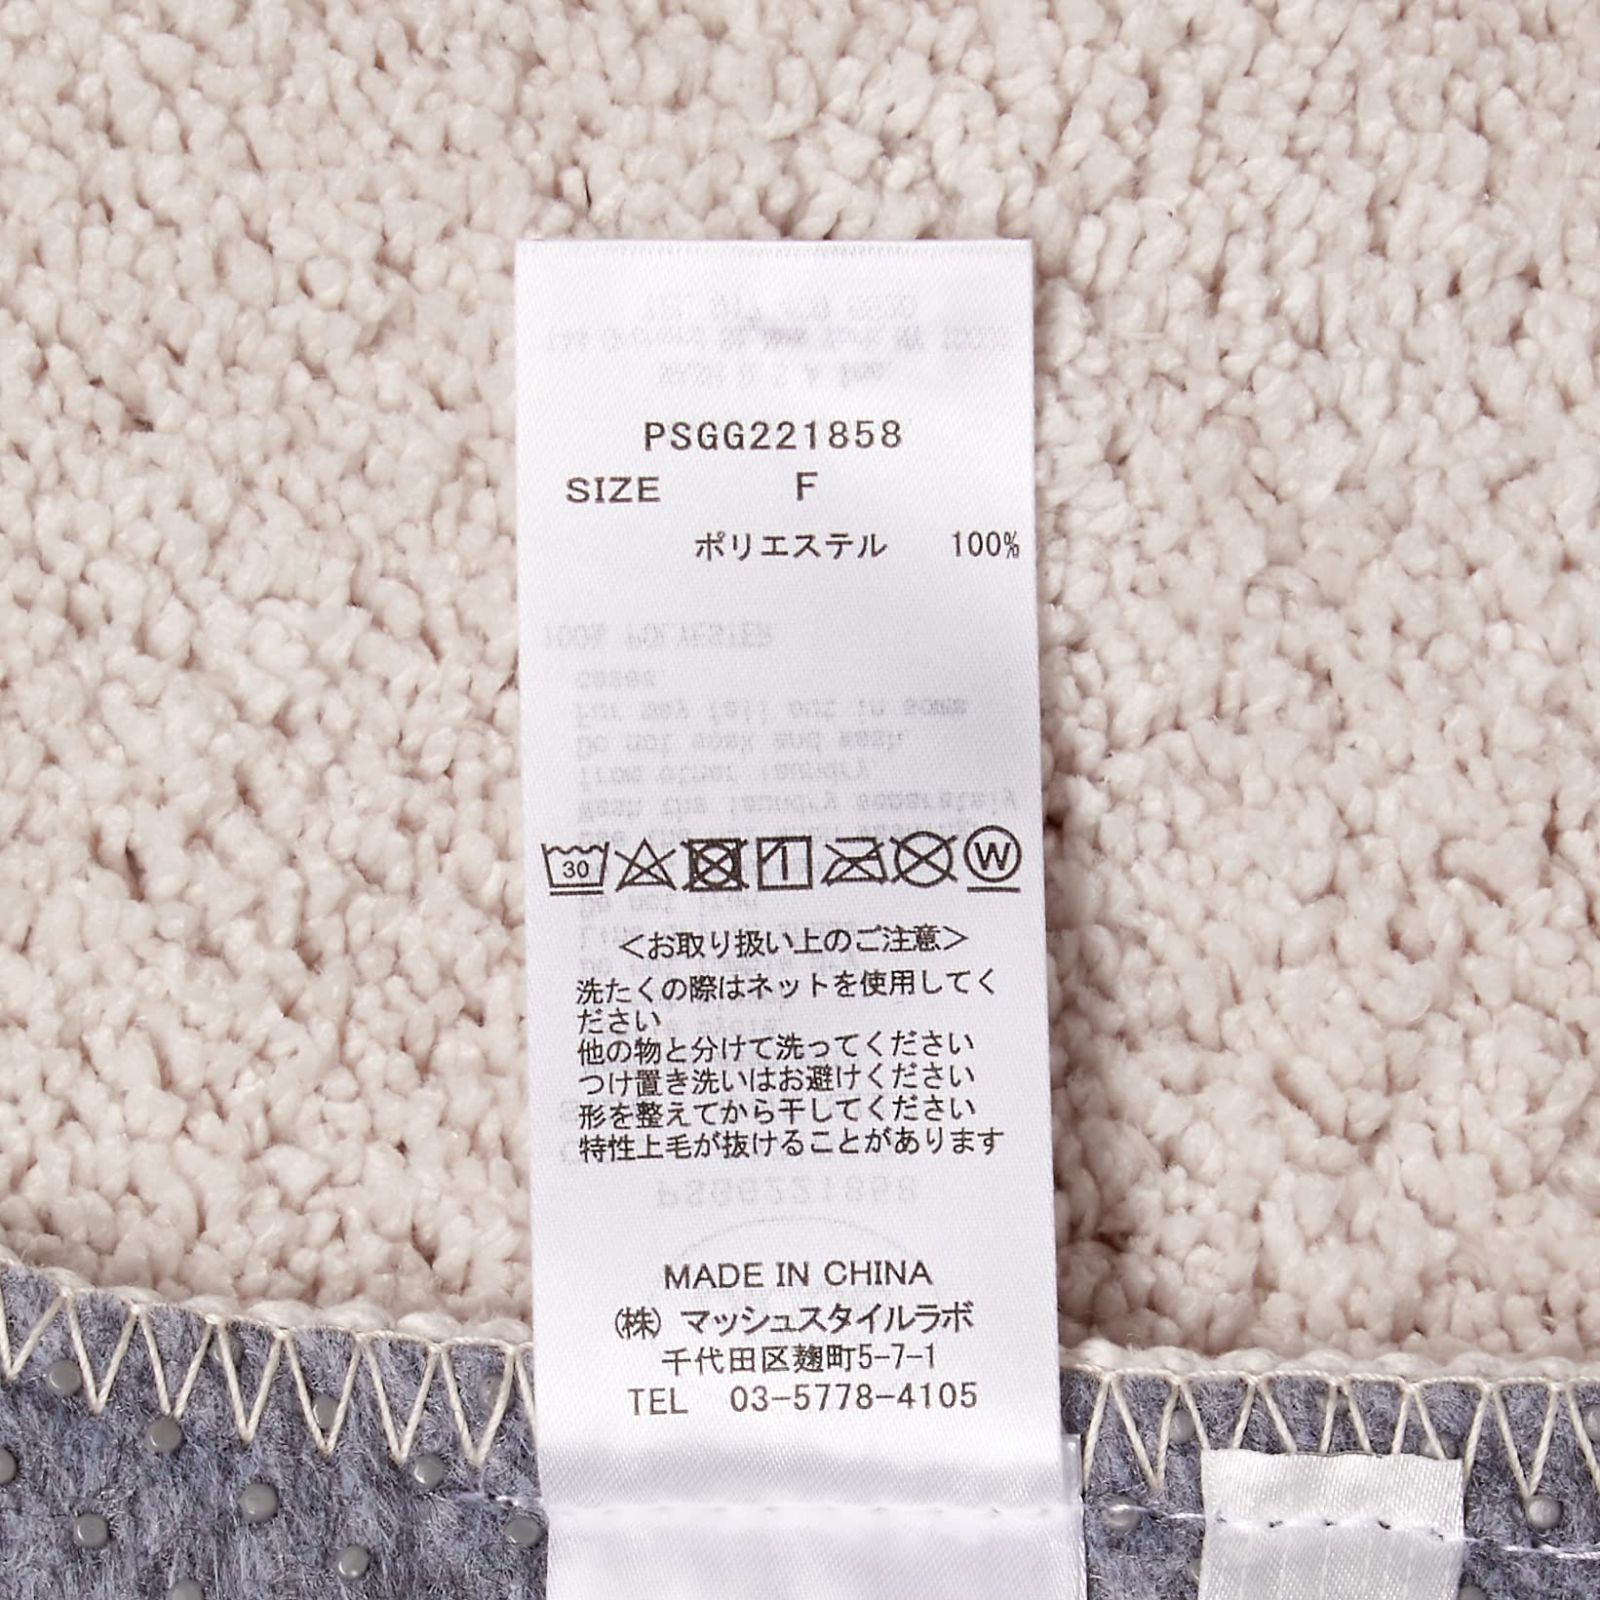 PSGG221858
SIZE F
ポリエステル 100%
30 W
<お取り扱い上のご注意>
洗たくの際はネットを使用してく
ださい
他の物と分けて洗ってください
つけ置き洗いはお避けください
形を整えてから干してください
特性上毛が抜けることがあります
MADE IN CHINA
(株) マッシュスタイルラボ
千代田区麹町5-7-1
TEL 03-5778-4105